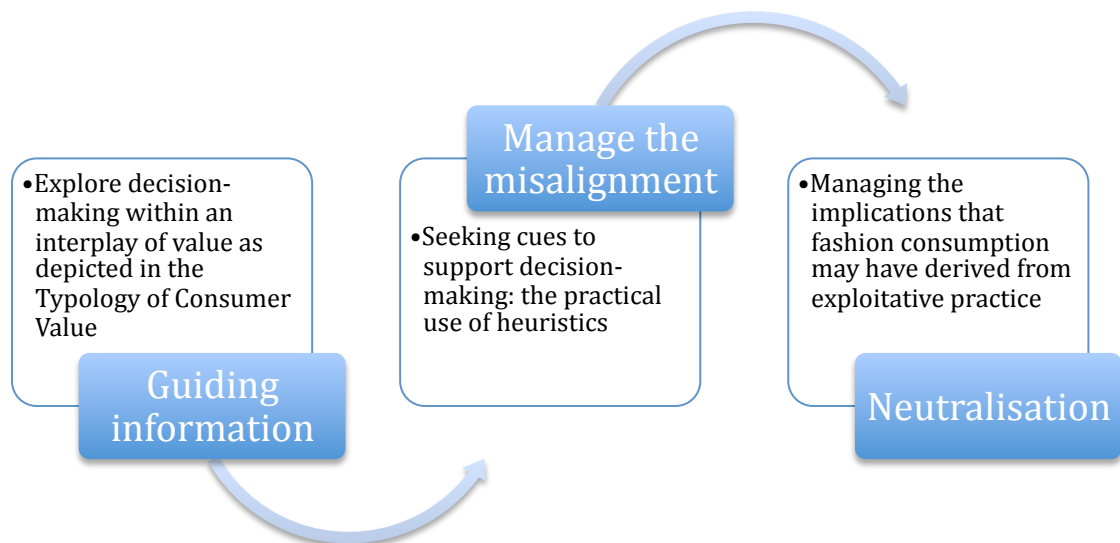 •Explore decision-
making within an
interplay of value as
depicted in the
Typology of Consumer
Value
Guiding
information
Manage the
misalignment
•Seeking cues to
support decision-
making: the practical
use of heuristics
•Managing the
implications that
fashion consumption
may have derived from
exploitative practice
Neutralisation